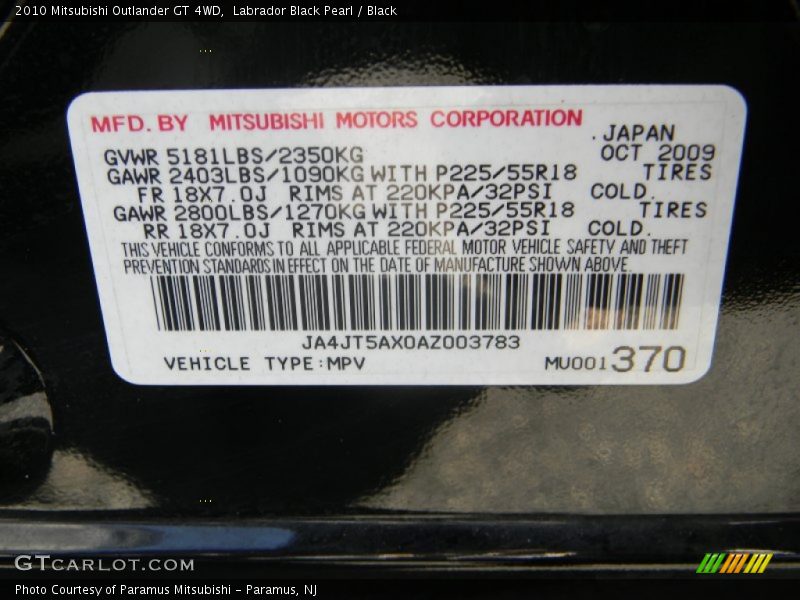 2010 Mitsubishi Outlander GT 4WD,  Labrador Black Pearl / Black
MFD. BY MITSUBISHI MOTORS CORPORATION
.JAPAN
GVWR 5181LBS/2350KG OCT 2009
GAWR 2403LBS/1090KG WITH P225/55R18 TIRES
FR 18X7.0J RIMS AT 220KPA/32PSI COLD.
GAWR 2800LBS/1270KG WITH P225/55R18 TIRES
RR 18X7.0J RIMS AT 220KPA/32PSI COLD.
THIS VEHICLE CONFORMS TO ALL APPLICABLE FEDERAL MOTOR VEHICLE SAFETY AND THEFT
PREVENTION STANDARDS IN EFFECT ON THE DATE OF MANUFACTURE SHOWN ABOVE.
JA4JT5AX0AZ003783
VEHICLE TYPE:MPV MU001370
GTCARLOT.COM
Photo Courtesy of Paramus Mitsubishi - Paramus, NJ